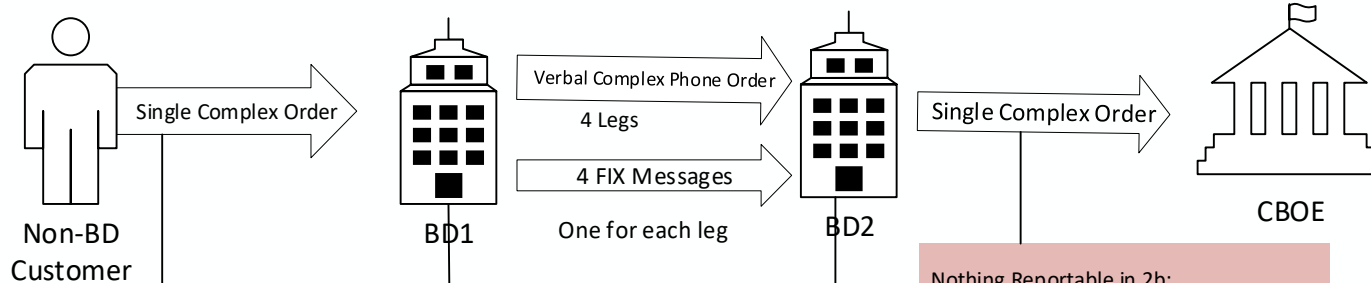 Single Complex Order
Verbal Complex Phone Order
4 Legs
4 FIX Messages
One for each leg
Single Complex Order
Non-BD
Customer
BD1
BD2
CBOE
Nothing Reportable in 2b: